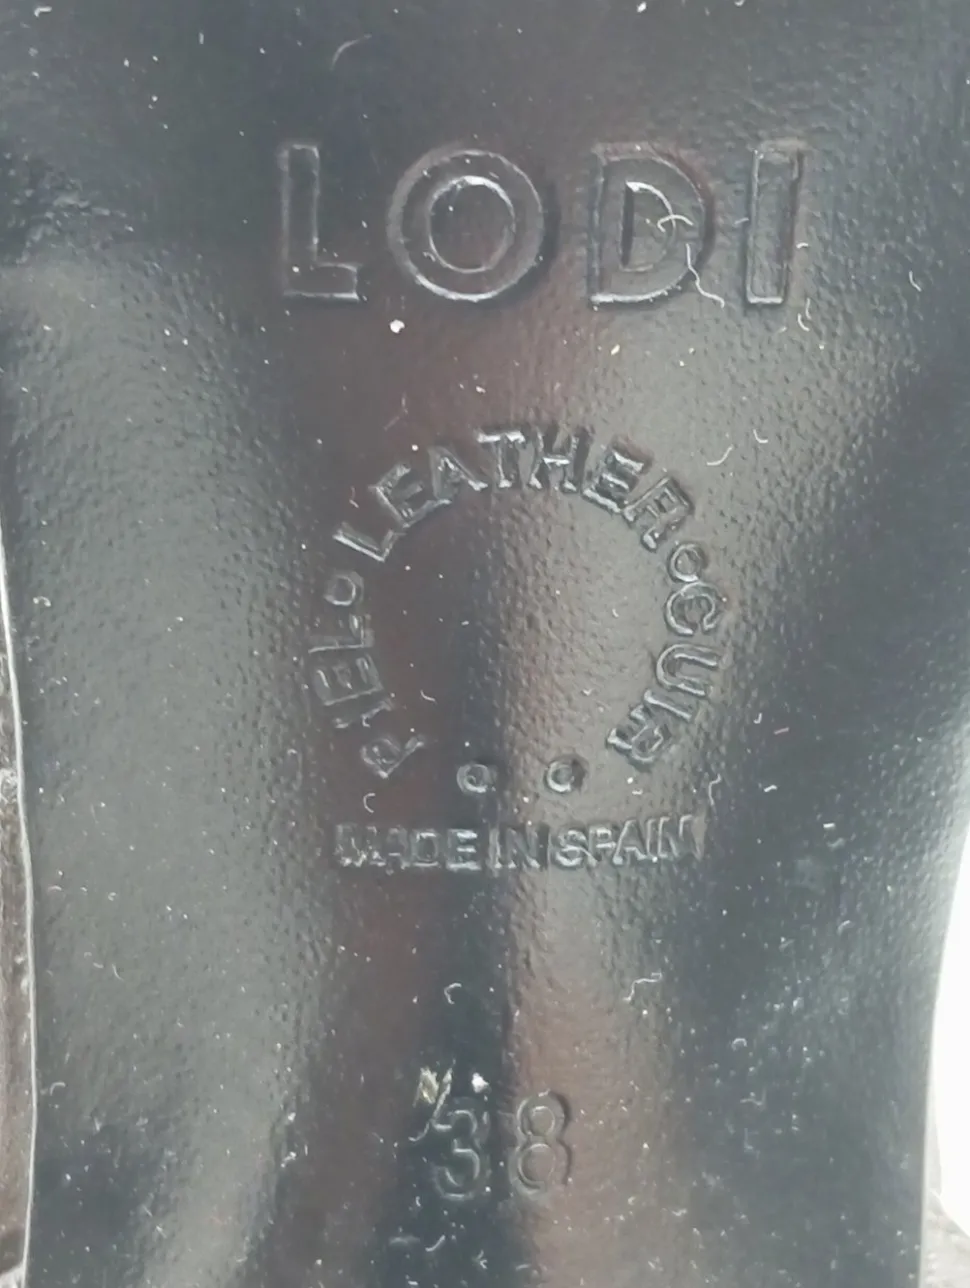 LODI
PIEL o LEATHER o CUIR
o o
MADE IN SPAIN
38